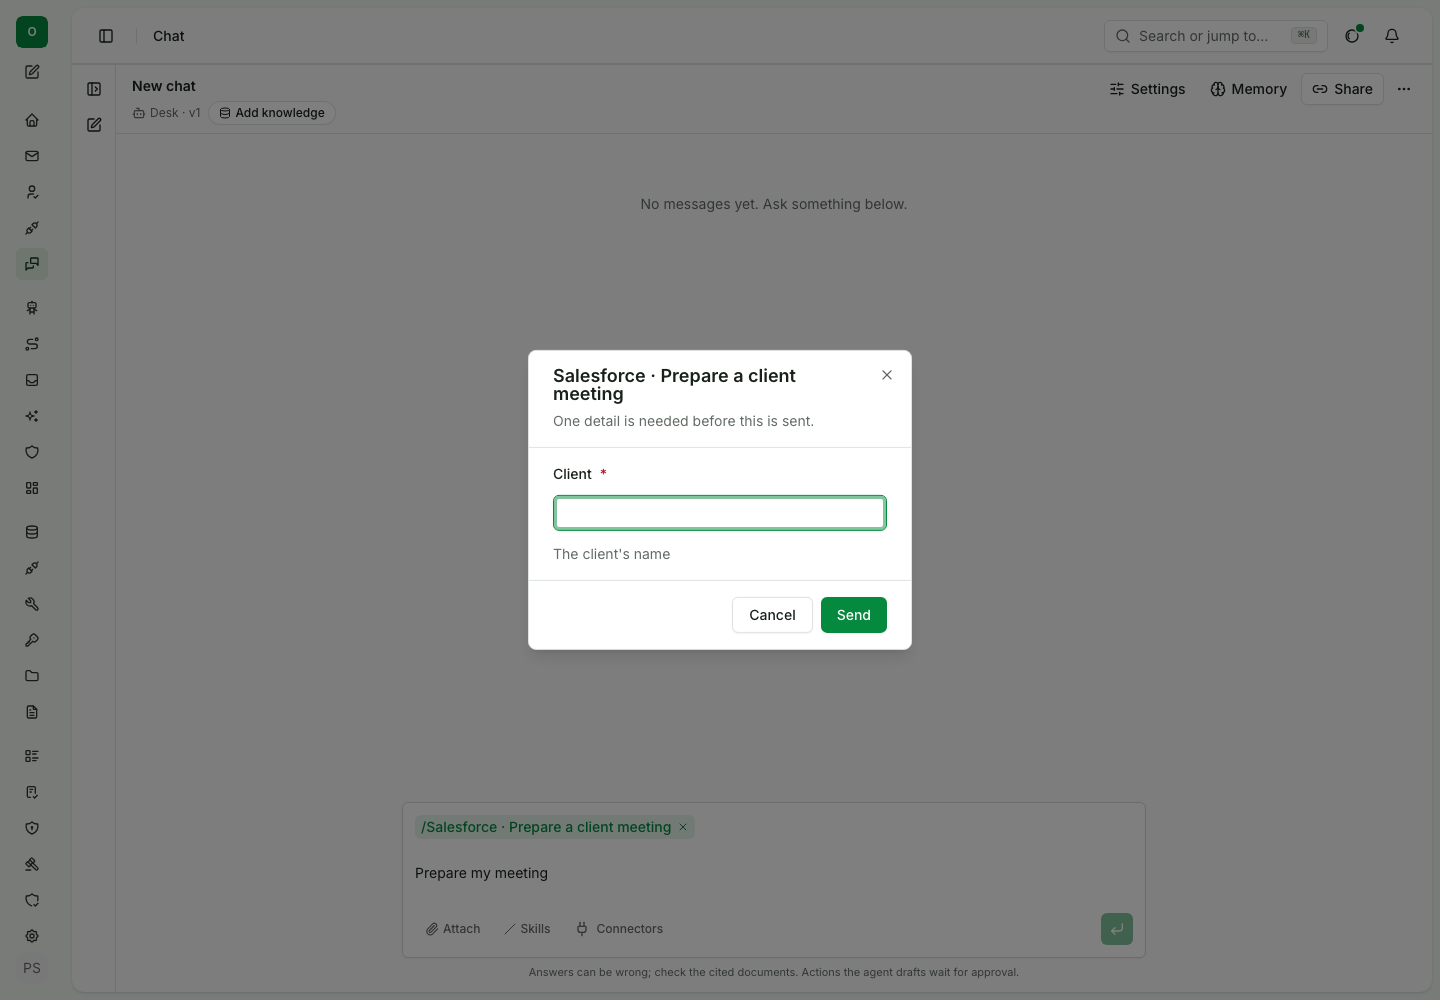 O
Chat
Search or jump to...
⌘K
New chat
Desk · v1
Add knowledge
Settings
Memory
Share
No messages yet. Ask something below.
Salesforce · Prepare a client
meeting
One detail is needed before this is sent.
Client *
The client's name
Cancel
Send
/Salesforce · Prepare a client meeting
Prepare my meeting
Attach
Skills
Connectors
Answers can be wrong; check the cited documents. Actions the agent drafts wait for approval.
PS